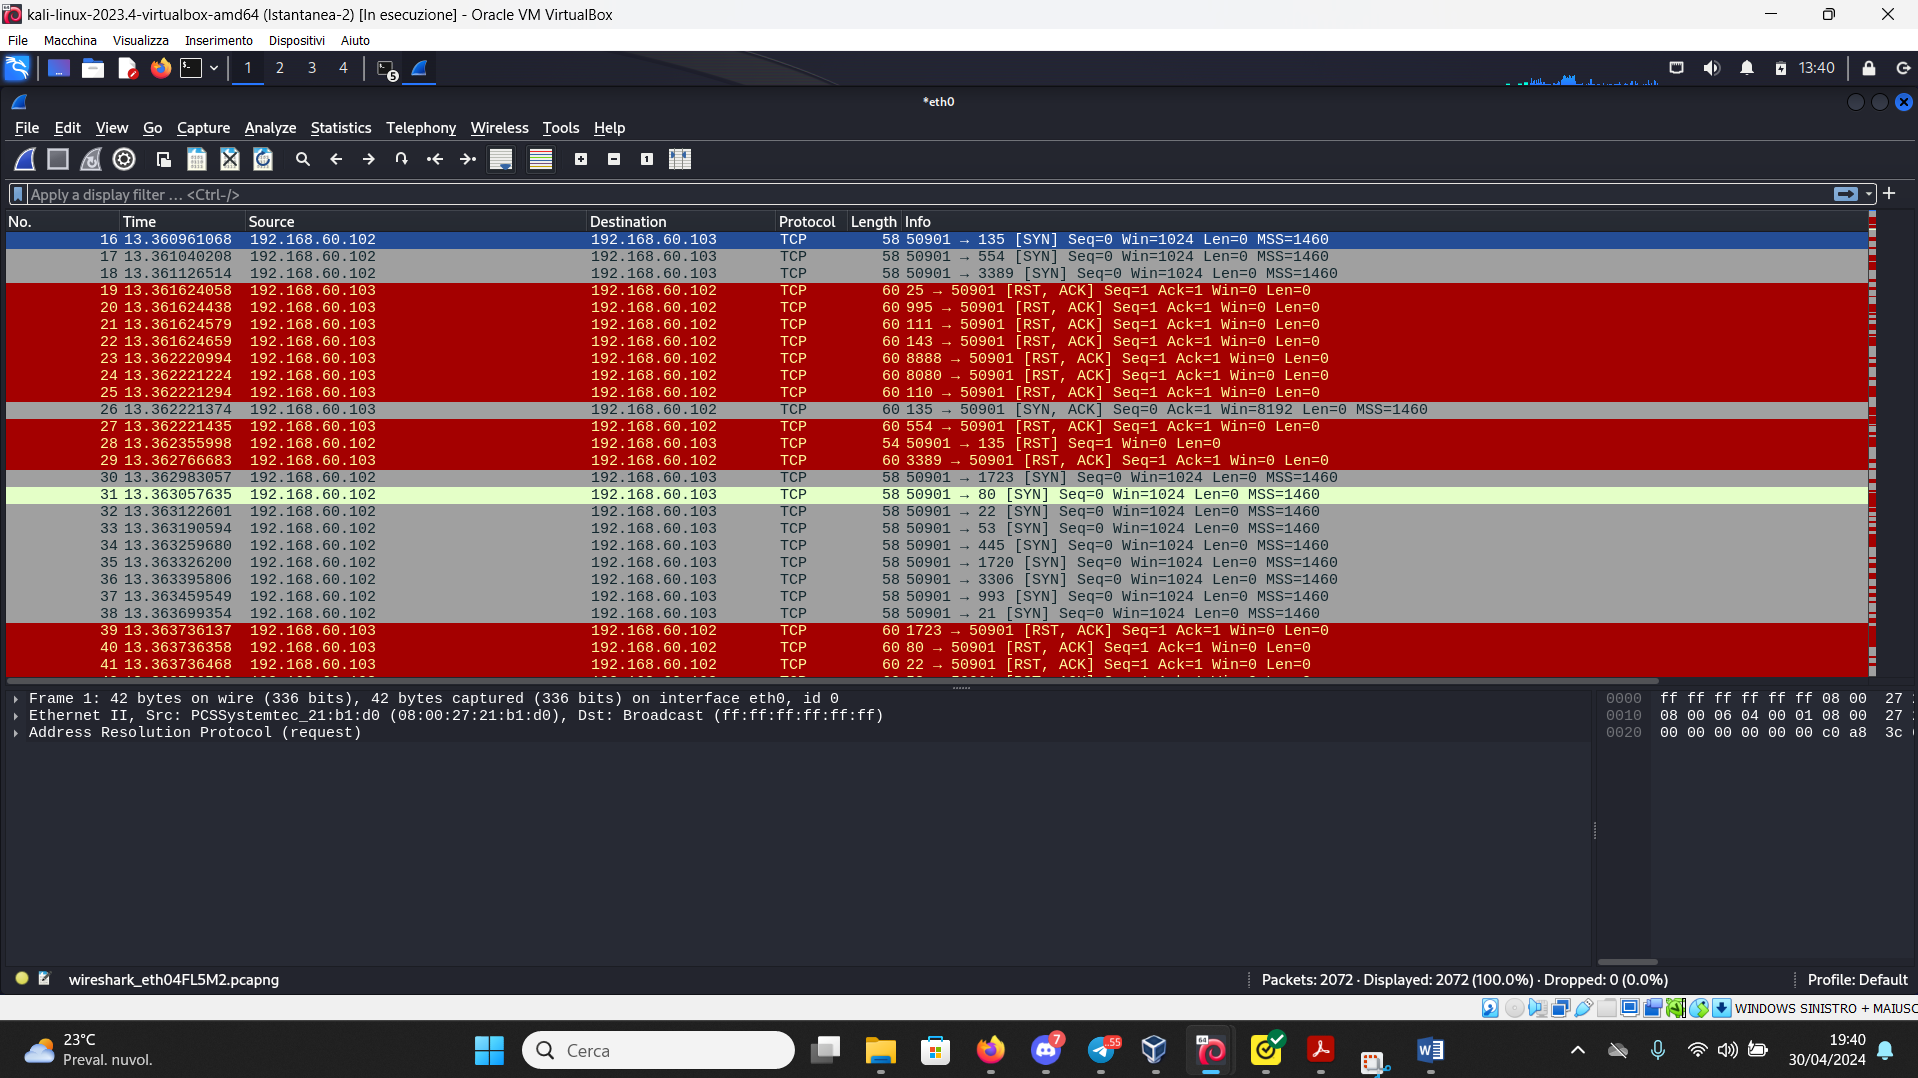 kali-linux-2023.4-virtualbox-amd64 (Istantanea-2) [In esecuzione] - Oracle VM VirtualBox
File Macchina Visualizza Inserimento Dispositivi Aiuto
1 2 3 4 5 13:40
*eth0
File Edit View Go Capture Analyze Statistics Telephony Wireless Tools Help
Apply a display filter … <Ctrl-/>
No. Time Source Destination Protocol Length Info
16 13.360961068 192.168.60.102 192.168.60.103 TCP 58 50901 → 135 [SYN] Seq=0 Win=1024 Len=0 MSS=1460
17 13.361040208 192.168.60.102 192.168.60.103 TCP 58 50901 → 554 [SYN] Seq=0 Win=1024 Len=0 MSS=1460
18 13.361126514 192.168.60.102 192.168.60.103 TCP 58 50901 → 3389 [SYN] Seq=0 Win=1024 Len=0 MSS=1460
19 13.361624058 192.168.60.103 192.168.60.102 TCP 60 25 → 50901 [RST, ACK] Seq=1 Ack=1 Win=0 Len=0
20 13.361624438 192.168.60.103 192.168.60.102 TCP 60 995 → 50901 [RST, ACK] Seq=1 Ack=1 Win=0 Len=0
21 13.361624579 192.168.60.103 192.168.60.102 TCP 60 111 → 50901 [RST, ACK] Seq=1 Ack=1 Win=0 Len=0
22 13.361624659 192.168.60.103 192.168.60.102 TCP 60 143 → 50901 [RST, ACK] Seq=1 Ack=1 Win=0 Len=0
23 13.362220994 192.168.60.103 192.168.60.102 TCP 60 8888 → 50901 [RST, ACK] Seq=1 Ack=1 Win=0 Len=0
24 13.362221224 192.168.60.103 192.168.60.102 TCP 60 8080 → 50901 [RST, ACK] Seq=1 Ack=1 Win=0 Len=0
25 13.362221294 192.168.60.103 192.168.60.102 TCP 60 110 → 50901 [RST, ACK] Seq=1 Ack=1 Win=0 Len=0
26 13.362221374 192.168.60.103 192.168.60.102 TCP 60 135 → 50901 [SYN, ACK] Seq=0 Ack=1 Win=8192 Len=0 MSS=1460
27 13.362221435 192.168.60.103 192.168.60.102 TCP 60 554 → 50901 [RST, ACK] Seq=1 Ack=1 Win=0 Len=0
28 13.362355998 192.168.60.102 192.168.60.103 TCP 54 50901 → 135 [RST] Seq=1 Win=0 Len=0
29 13.362766683 192.168.60.103 192.168.60.102 TCP 60 3389 → 50901 [RST, ACK] Seq=1 Ack=1 Win=0 Len=0
30 13.362983057 192.168.60.102 192.168.60.103 TCP 58 50901 → 1723 [SYN] Seq=0 Win=1024 Len=0 MSS=1460
31 13.363057635 192.168.60.102 192.168.60.103 TCP 58 50901 → 80 [SYN] Seq=0 Win=1024 Len=0 MSS=1460
32 13.363122601 192.168.60.102 192.168.60.103 TCP 58 50901 → 22 [SYN] Seq=0 Win=1024 Len=0 MSS=1460
33 13.363190594 192.168.60.102 192.168.60.103 TCP 58 50901 → 53 [SYN] Seq=0 Win=1024 Len=0 MSS=1460
34 13.363259680 192.168.60.102 192.168.60.103 TCP 58 50901 → 445 [SYN] Seq=0 Win=1024 Len=0 MSS=1460
35 13.363326200 192.168.60.102 192.168.60.103 TCP 58 50901 → 1720 [SYN] Seq=0 Win=1024 Len=0 MSS=1460
36 13.363395806 192.168.60.102 192.168.60.103 TCP 58 50901 → 3306 [SYN] Seq=0 Win=1024 Len=0 MSS=1460
37 13.363459549 192.168.60.102 192.168.60.103 TCP 58 50901 → 993 [SYN] Seq=0 Win=1024 Len=0 MSS=1460
38 13.363699354 192.168.60.102 192.168.60.103 TCP 58 50901 → 21 [SYN] Seq=0 Win=1024 Len=0 MSS=1460
39 13.363736137 192.168.60.103 192.168.60.102 TCP 60 1723 → 50901 [RST, ACK] Seq=1 Ack=1 Win=0 Len=0
40 13.363736358 192.168.60.103 192.168.60.102 TCP 60 80 → 50901 [RST, ACK] Seq=1 Ack=1 Win=0 Len=0
41 13.363736468 192.168.60.103 192.168.60.102 TCP 60 22 → 50901 [RST, ACK] Seq=1 Ack=1 Win=0 Len=0
Frame 1: 42 bytes on wire (336 bits), 42 bytes captured (336 bits) on interface eth0, id 0
Ethernet II, Src: PCSSystemtec_21:b1:d0 (08:00:27:21:b1:d0), Dst: Broadcast (ff:ff:ff:ff:ff:ff)
Address Resolution Protocol (request)
0000 ff ff ff ff ff ff 08 00 27
0010 08 00 06 04 00 01 08 00 27
0020 00 00 00 00 00 00 c0 a8 3c
wireshark_eth04FL5M2.pcapng
Packets: 2072 · Displayed: 2072 (100.0%) · Dropped: 0 (0.0%)
Profile: Default
WINDOWS SINISTRO + MAIUSC
23°C
Preval. nuvol.
Cerca
7
55
19:40
30/04/2024